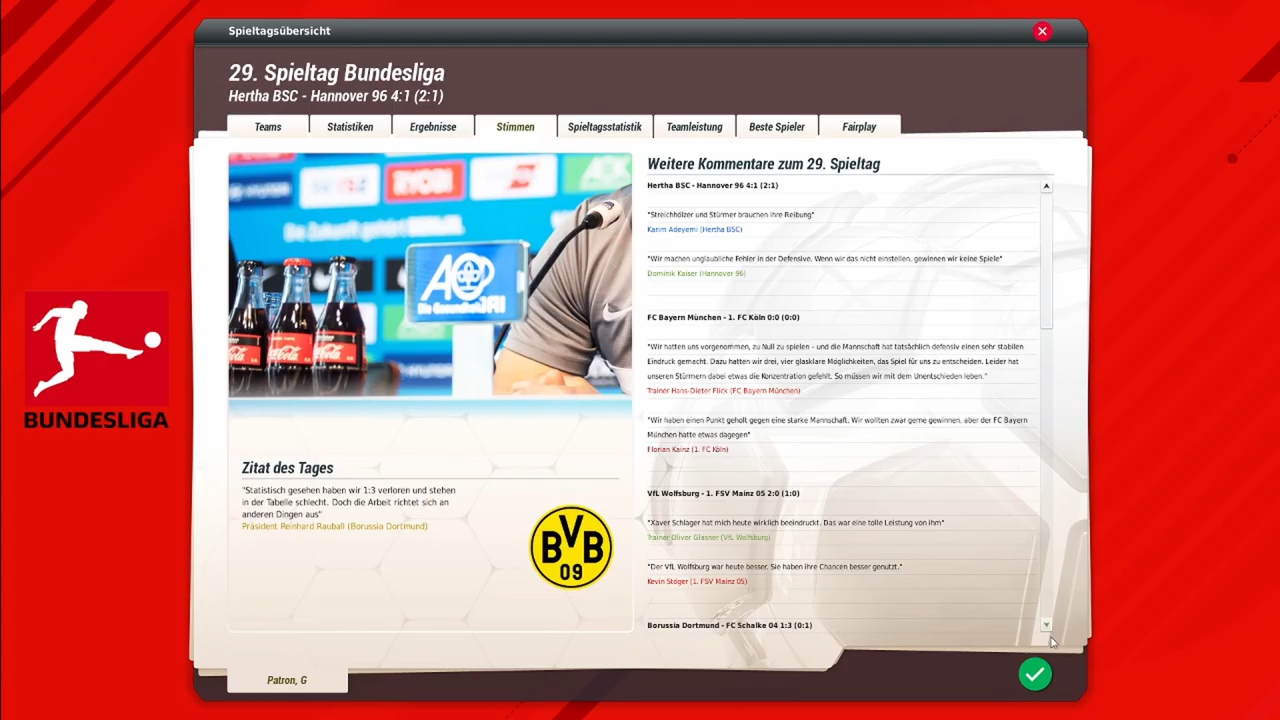 Spieltagsübersicht
29. Spieltag Bundesliga
Hertha BSC - Hannover 96 4:1 (2:1)
Teams
Statistiken
Ergebnisse
Stimmen
Spieltagsstatistik
Teamleistung
Beste Spieler
Fairplay
RYOBI
AOK
Die Gesundheitskasse
Coca-Cola
BUNDESLIGA
Zitat des Tages
"Statistisch gesehen haben wir 1:3 verloren und stehen
in der Tabelle schlecht. Doch die Arbeit richtet sich an
anderen Dingen aus"
Präsident Reinhard Rauball (Borussia Dortmund)
BVB
09
Weitere Kommentare zum 29. Spieltag
Hertha BSC - Hannover 96 4:1 (2:1)
"Streichhölzer und Stürmer brauchen ihre Reibung"
Karim Adeyemi (Hertha BSC)
"Wir machen unglaubliche Fehler in der Defensive. Wenn wir das nicht einstellen, gewinnen wir keine Spiele"
Dominik Kaiser (Hannover 96)
FC Bayern München - 1. FC Köln 0:0 (0:0)
"Wir hatten uns vorgenommen, zu Null zu spielen - und die Mannschaft hat tatsächlich defensiv einen sehr stabilen
Eindruck gemacht. Dazu hatten wir drei, vier glasklare Möglichkeiten, das Spiel für uns zu entscheiden. Leider hat
unseren Stürmern dabei etwas die Konzentration gefehlt. So müssen wir mit dem Unentschieden leben."
Trainer Hans-Dieter Flick (FC Bayern München)
"Wir haben einen Punkt geholt gegen eine starke Mannschaft. Wir wollten zwar gerne gewinnen, aber der FC Bayern
München hatte etwas dagegen"
Florian Kainz (1. FC Köln)
VfL Wolfsburg - 1. FSV Mainz 05 2:0 (1:0)
"Xaver Schlager hat mich heute wirklich beeindruckt. Das war eine tolle Leistung von ihm"
Trainer Oliver Glasner (VfL Wolfsburg)
"Der VfL Wolfsburg war heute besser. Sie haben ihre Chancen besser genutzt."
Kevin Stöger (1. FSV Mainz 05)
Borussia Dortmund - FC Schalke 04 1:3 (0:1)
Patron, G